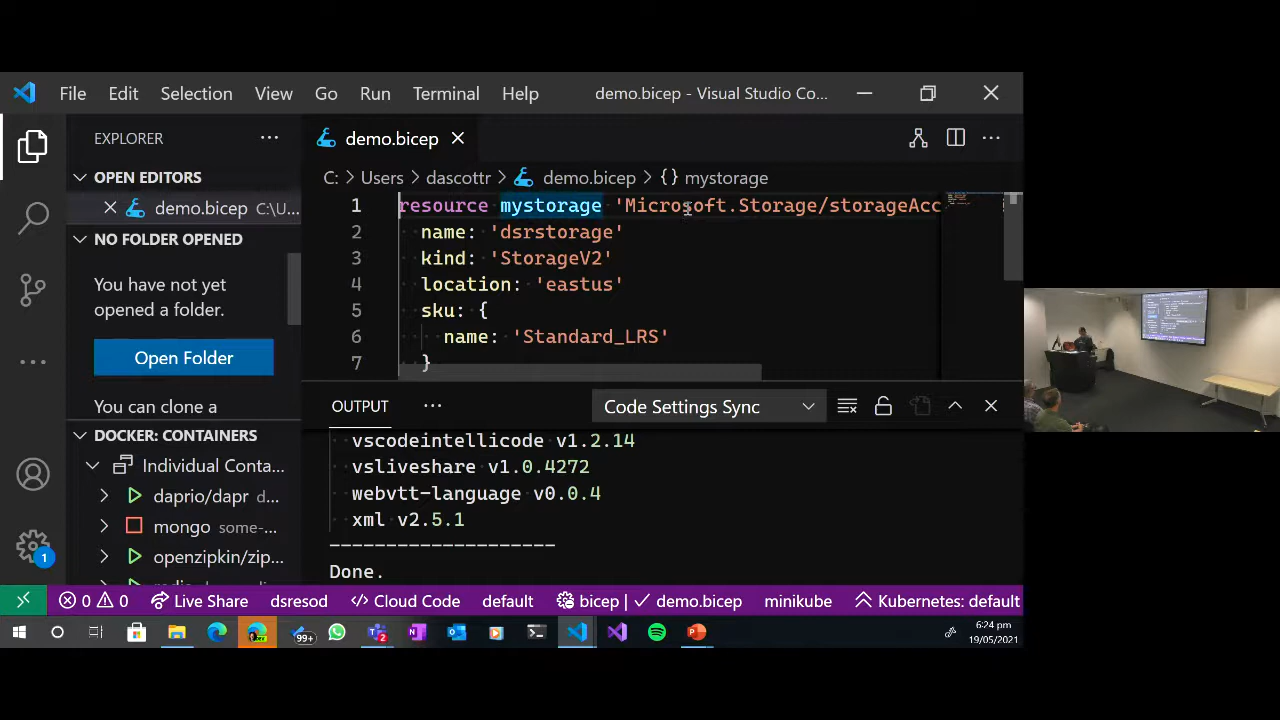 File Edit Selection View Go Run Terminal Help demo.bicep - Visual Studio Co...
EXPLORER
OPEN EDITORS
demo.bicep C:\U...
NO FOLDER OPENED
You have not yet
opened a folder.
Open Folder
You can clone a
DOCKER: CONTAINERS
Individual Conta...
daprio/dapr d...
mongo some-...
openzipkin/zip...
demo.bicep
C: > Users > dascottr > demo.bicep > {} mystorage
1 resource mystorage 'Microsoft.Storage/storageAcc
2 name: 'dsrstorage'
3 kind: 'StorageV2'
4 location: 'eastus'
5 sku: {
6 name: 'Standard_LRS'
7 }
OUTPUT ... Code Settings Sync
vscodeintellicode v1.2.14
vsliveshare v1.0.4272
webvtt-language v0.0.4
xml v2.5.1
-------------------
Done.
1
0 0 Live Share dsresod Cloud Code default bicep | ✓ demo.bicep minikube Kubernetes: default
99+ 2 6:24 pm
19/05/2021